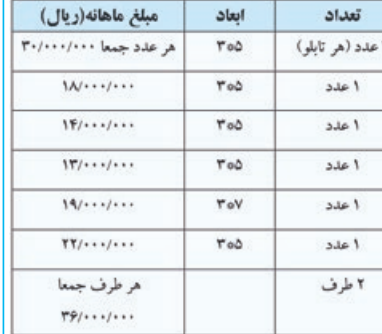 تعداد ابعاد مبلغ ماهانه(ریال)
عدد (هر تابلو) ۳*۵ هر عدد جمعا ۳۰/۰۰۰/۰۰۰
۱ عدد ۳*۵ ۱۸/۰۰۰/۰۰۰
۱ عدد ۳*۵ ۱۴/۰۰۰/۰۰۰
۱ عدد ۳*۵ ۱۳/۰۰۰/۰۰۰
۱ عدد ۳*۷ ۱۹/۰۰۰/۰۰۰
۱ عدد ۳*۵ ۲۲/۰۰۰/۰۰۰
۲ طرف هر طرف جمعا
۳۶/۰۰۰/۰۰۰